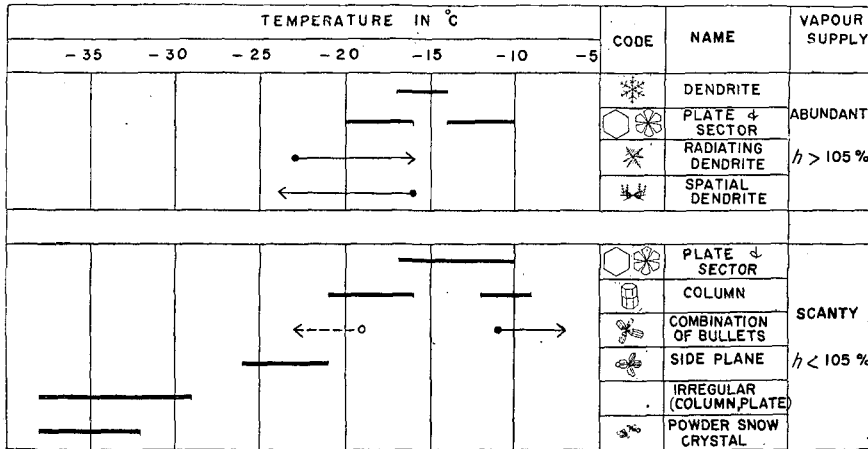 TEMPERATURE IN °C
CODE NAME VAPOUR SUPPLY
-35 -30 -25 -20 -15 -10 -5
DENDRITE
PLATE & SECTOR
RADIATING DENDRITE
SPATIAL DENDRITE
ABUNDANT
h > 105 %
PLATE & SECTOR
COLUMN
COMBINATION OF BULLETS
SIDE PLANE
IRREGULAR (COLUMN,PLATE)
POWDER SNOW CRYSTAL
SCANTY
h < 105 %